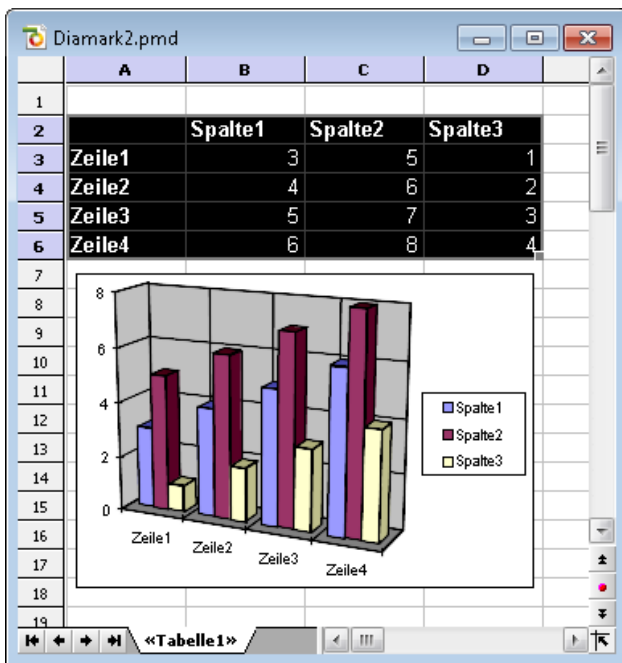 Diamark2.pmd
A B C D
1
2 Spalte1 Spalte2 Spalte3
3 Zeile1 3 5 1
4 Zeile2 4 6 2
5 Zeile3 5 7 3
6 Zeile4 6 8 4
7
8
9
10
11
12
13
14
15
16
17
18
19
8
6
4
2
0
Zeile1 Zeile2 Zeile3 Zeile4
Spalte1
Spalte2
Spalte3
«Tabelle1»